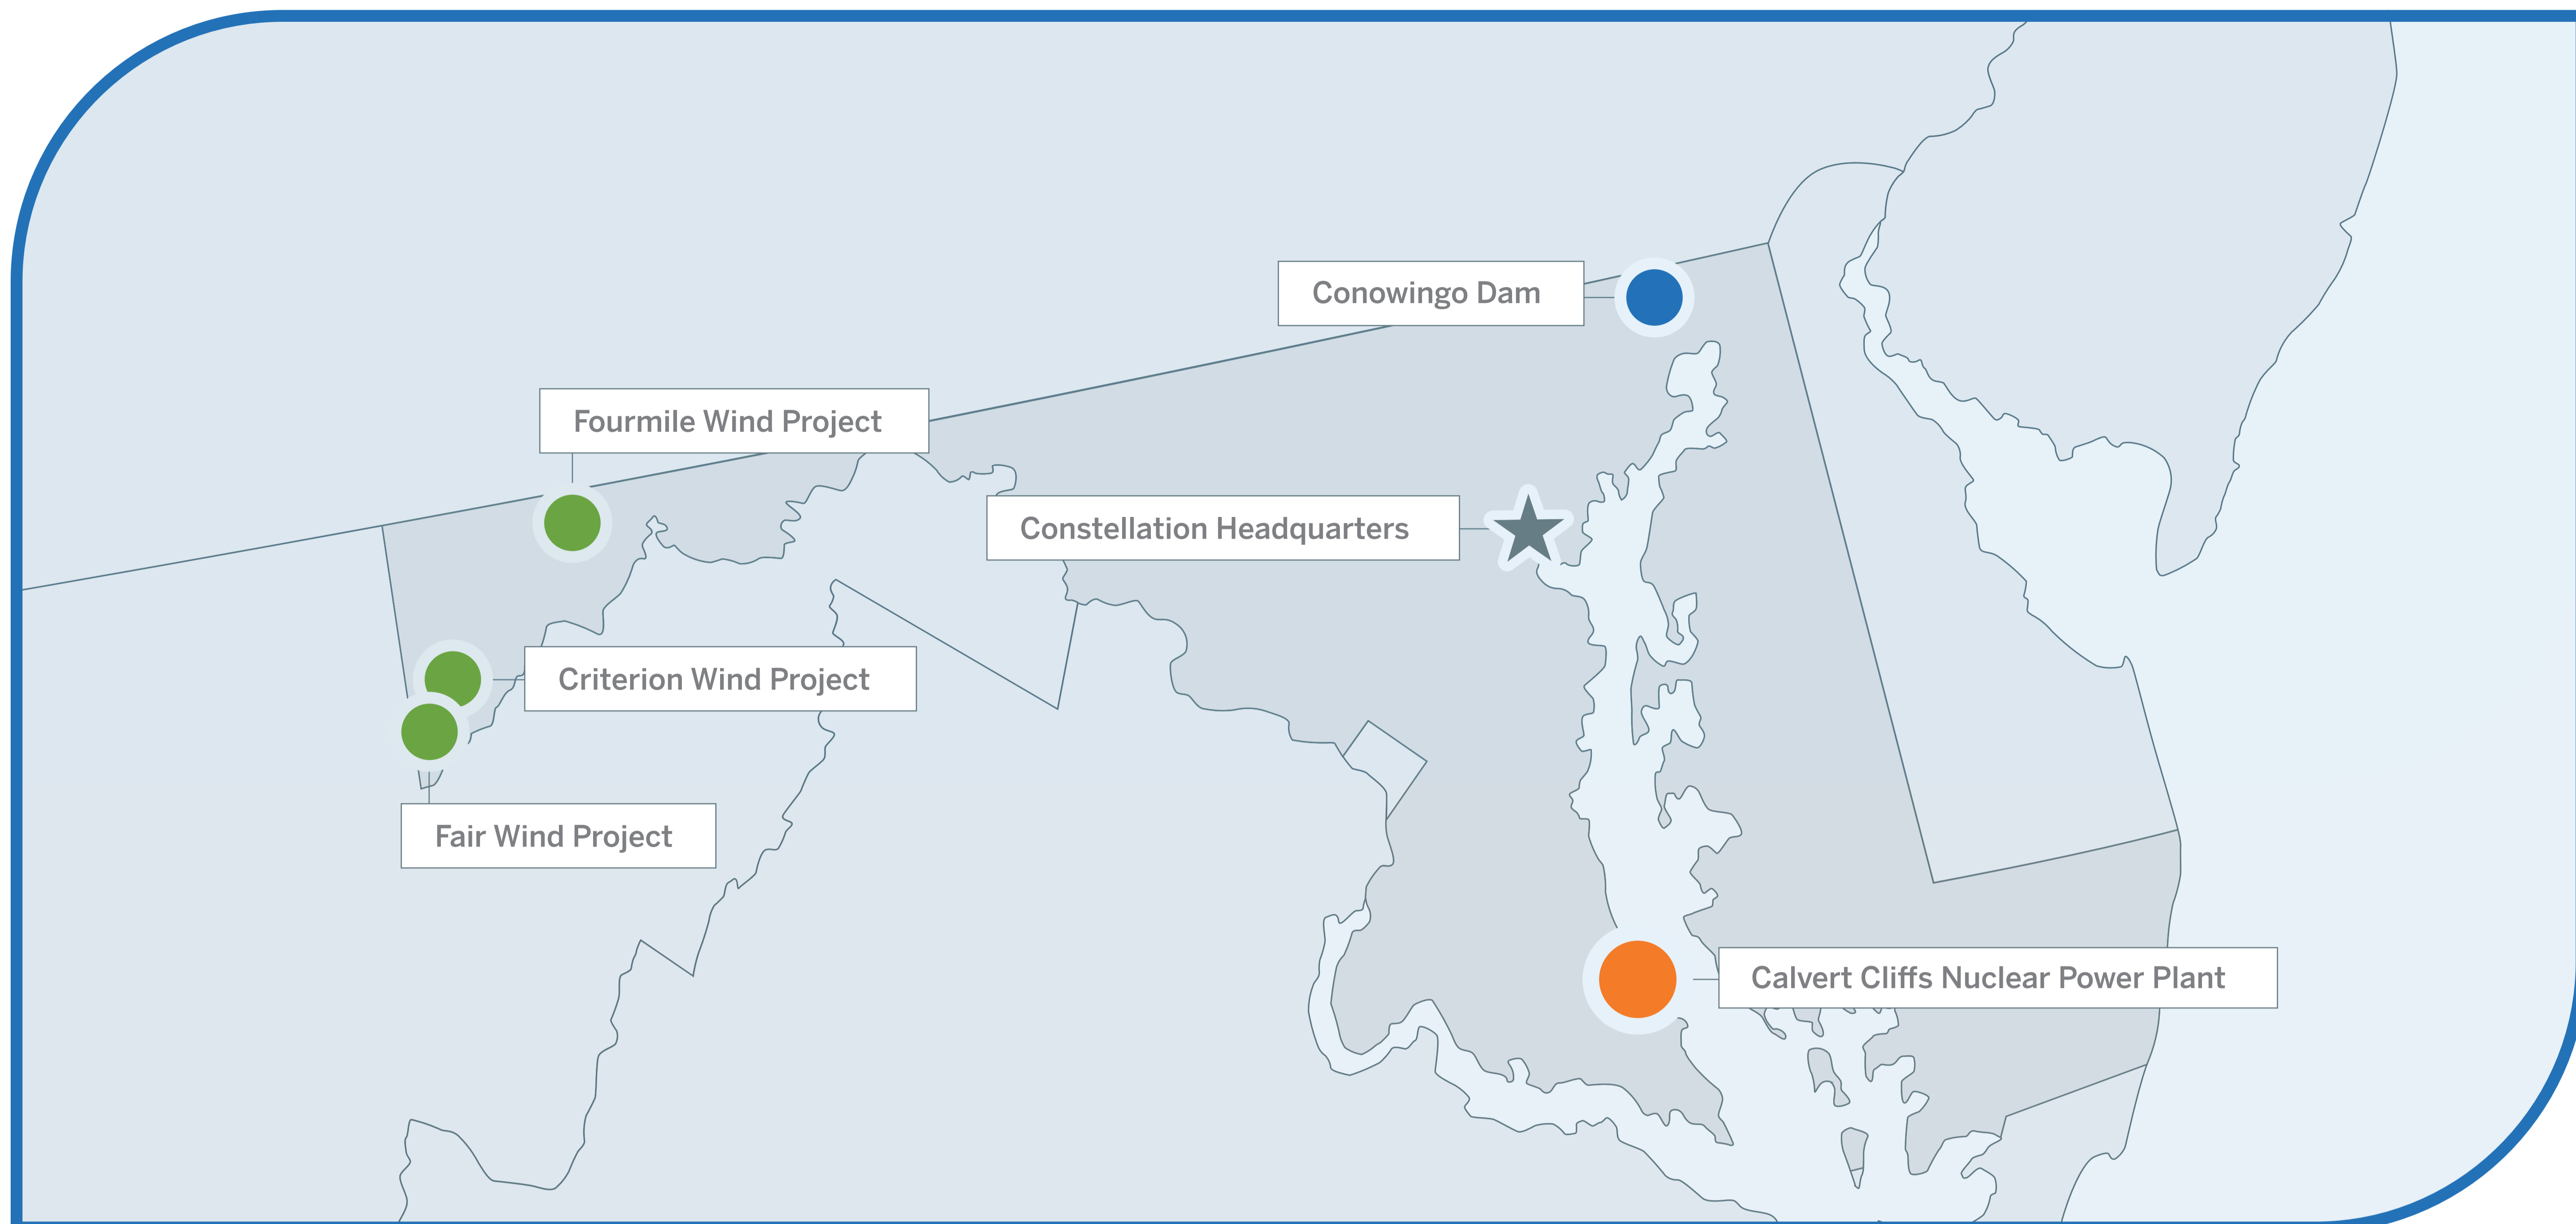 Conowingo Dam
Fourmile Wind Project
Constellation Headquarters
Criterion Wind Project
Fair Wind Project
Calvert Cliffs Nuclear Power Plant